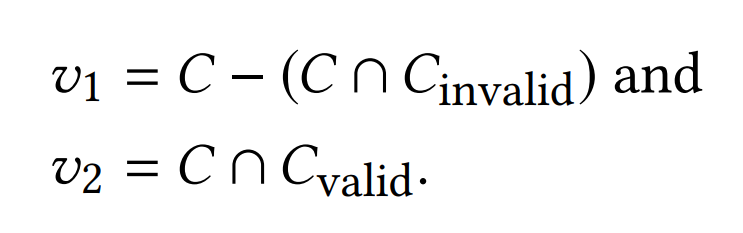 v₁ = C − (C ∩ C_invalid) and
v₂ = C ∩ C_valid.